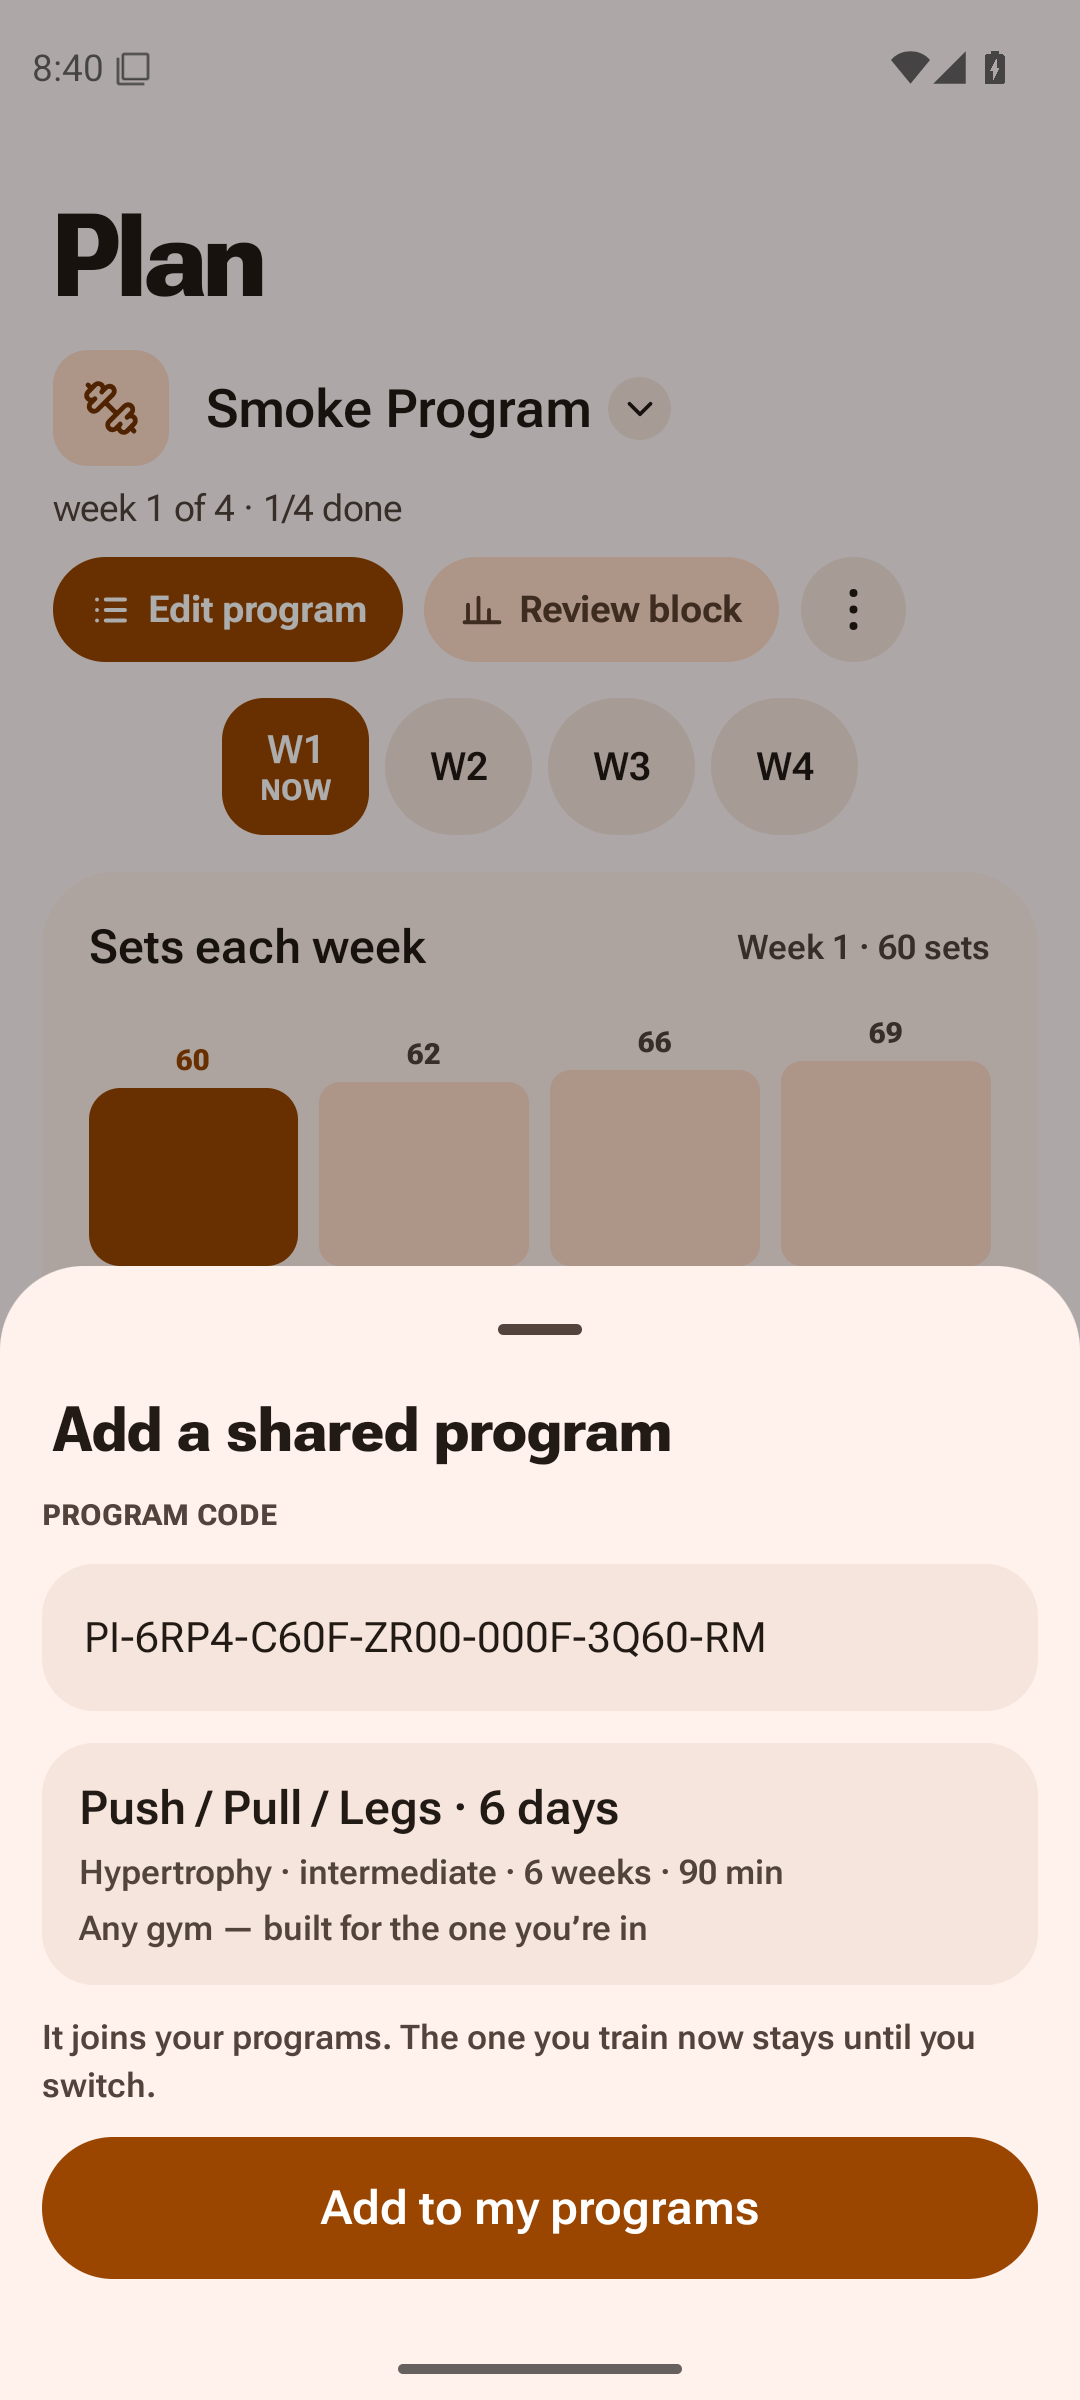 8:40
Plan
Smoke Program
week 1 of 4 · 1/4 done
Edit program
Review block
W1
NOW
W2
W3
W4
Sets each week
Week 1 · 60 sets
60
62
66
69
Add a shared program
PROGRAM CODE
PI-6RP4-C60F-ZR00-000F-3Q60-RM
Push / Pull / Legs · 6 days
Hypertrophy · intermediate · 6 weeks · 90 min
Any gym — built for the one you’re in
It joins your programs. The one you train now stays until you
switch.
Add to my programs